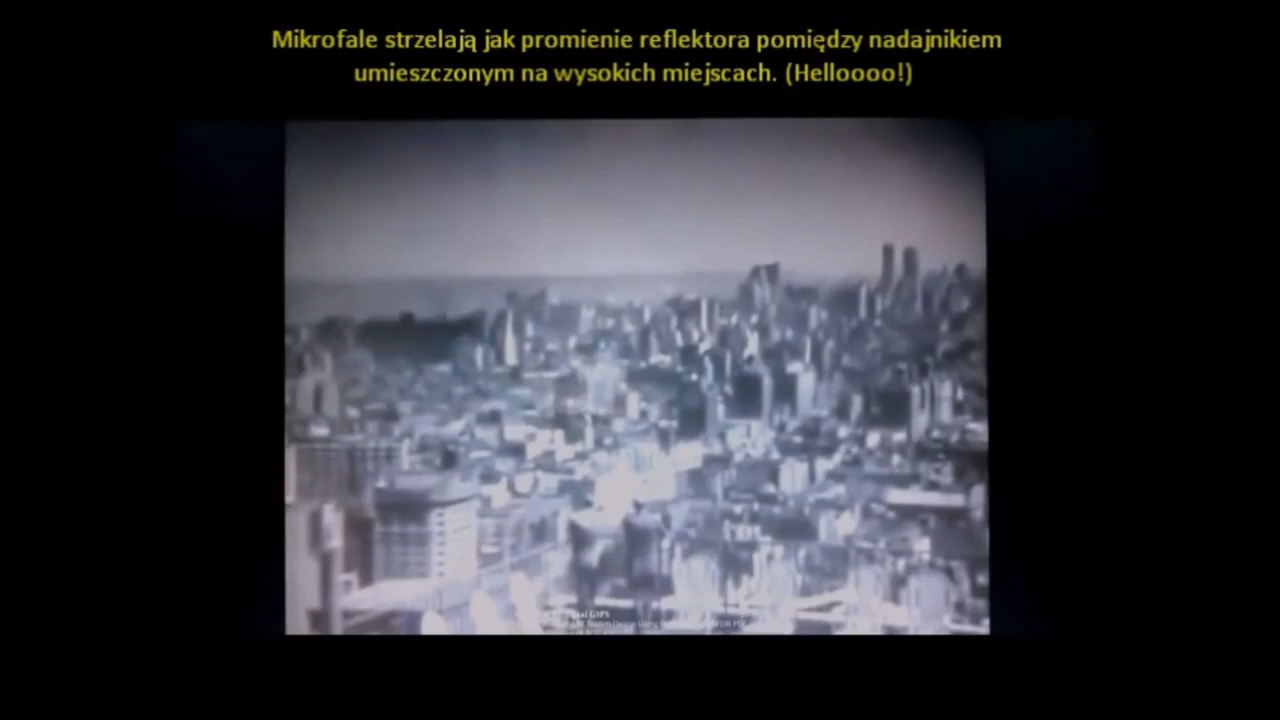 Mikrofale strzelają jak promienie reflektora pomiędzy nadajnikiem
umieszczonym na wysokich miejscach. (Helloooo!)